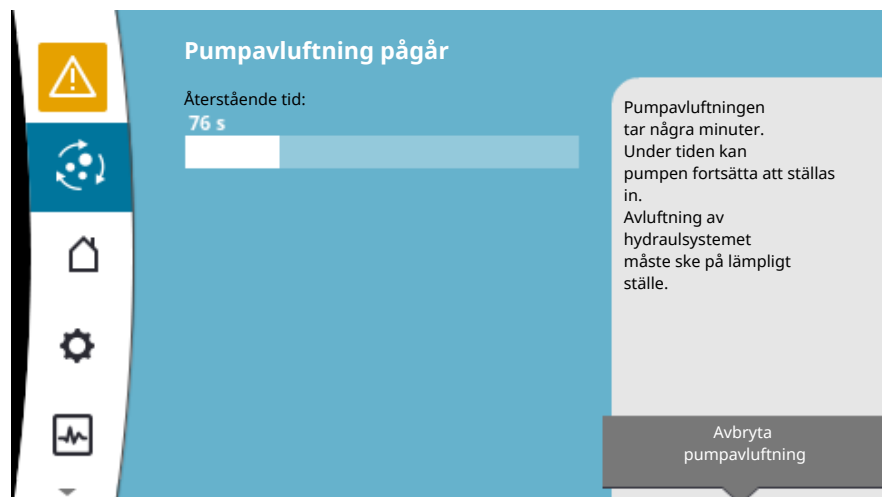 Pumpavluftning pågår
Återstående tid:
76 s
Pumpavluftningen
tar några minuter.
Under tiden kan
pumpen fortsätta att ställas
in.
Avluftning av
hydraulsystemet
måste ske på lämpligt
ställe.
Avbryta
pumpavluftning